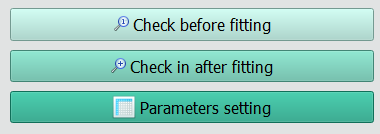 Check before fitting
Check in after fitting
Parameters setting